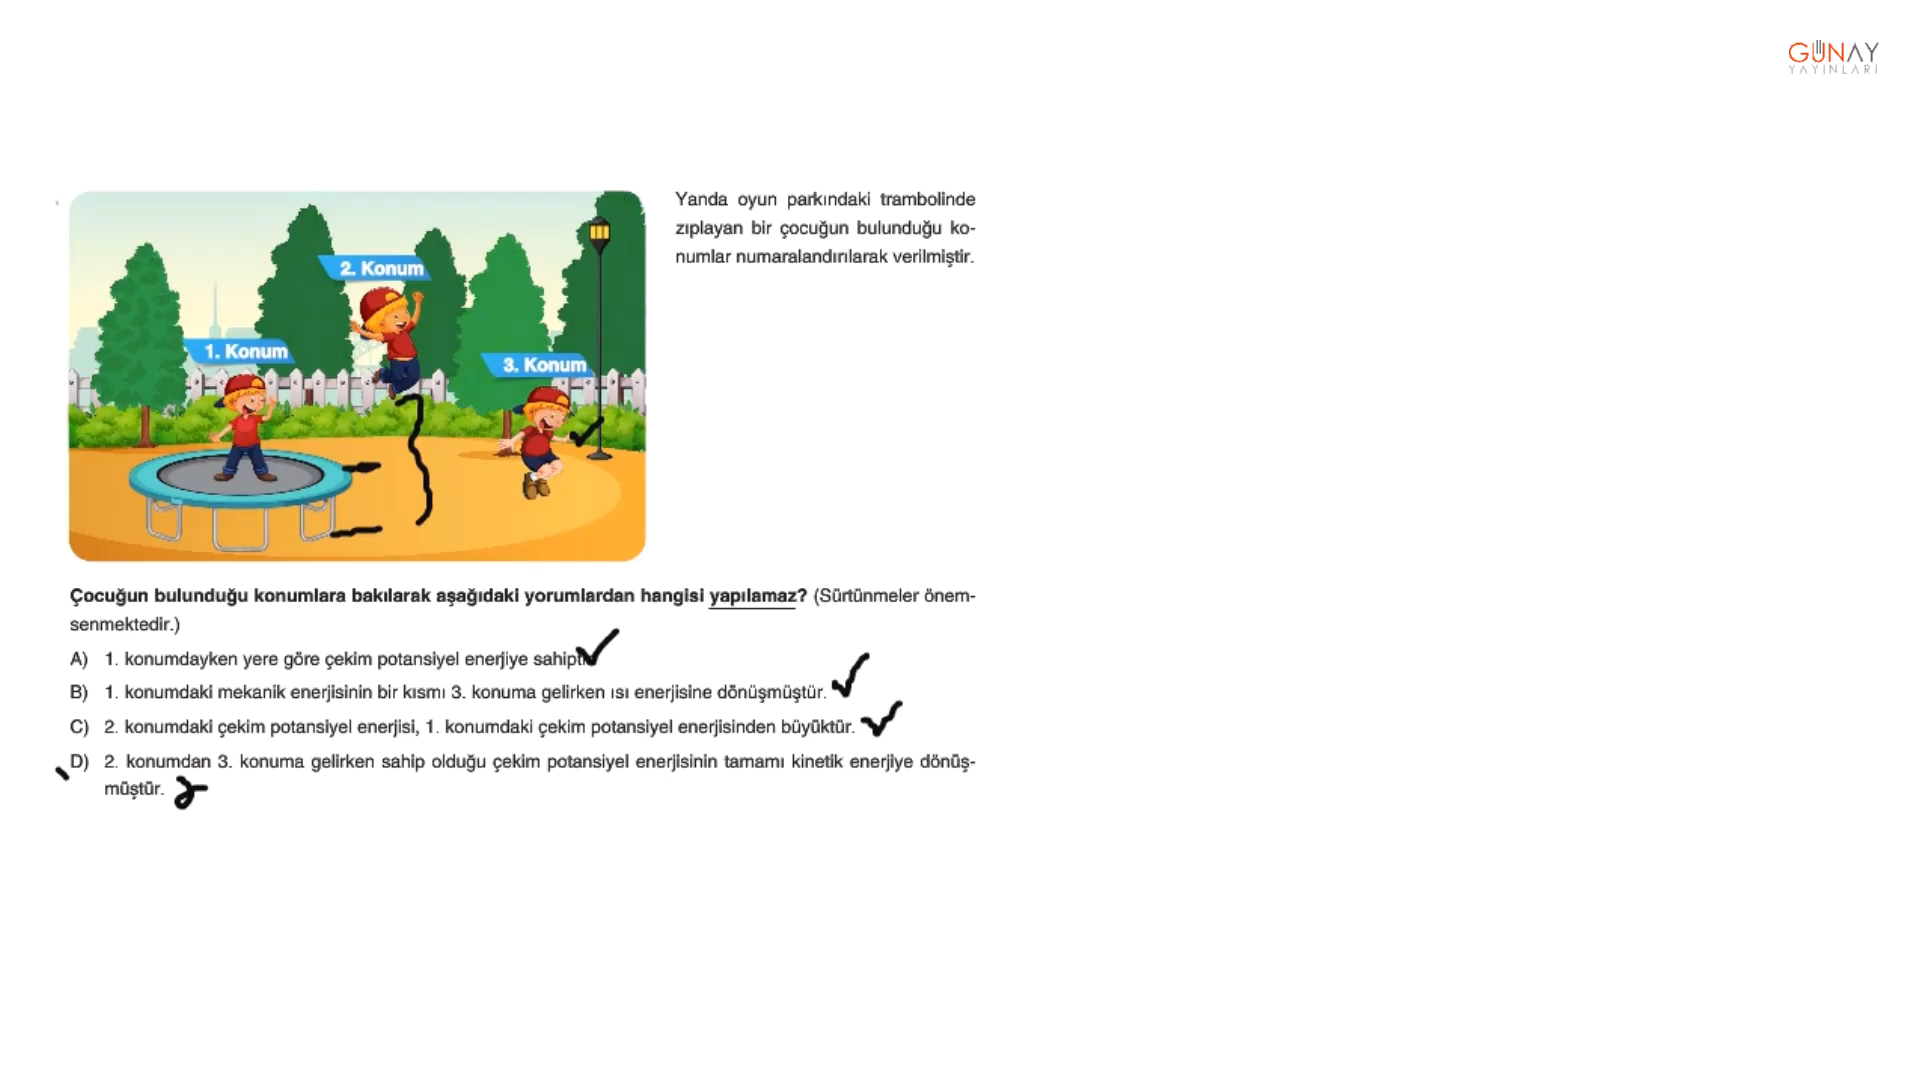 GÜNAY
YAYINLARI
Yanda oyun parkındaki trambolinde
zıplayan bir çocuğun bulunduğu ko-
numlar numaralandırılarak verilmiştir.
2. Konum
1. Konum
3. Konum
Çocuğun bulunduğu konumlara bakılarak aşağıdaki yorumlardan hangisi yapılamaz? (Sürtünmeler önem-
senmektedir.)
A) 1. konumdayken yere göre çekim potansiyel enerjiye
B) 1. konumdaki mekanik enerjisinin bir kısmı 3. konuma gelirken ısı enerjisine dönüşmüştür.
C) 2. konumdaki çekim potansiyel enerjisi, 1. konumdaki çekim potansiyel enerjisinden büyüktür.
D) 2. konumdan 3. konuma gelirken sahip olduğu çekim potansiyel enerjisinin tamamı kinetik enerjiye dönüş-
müştür.